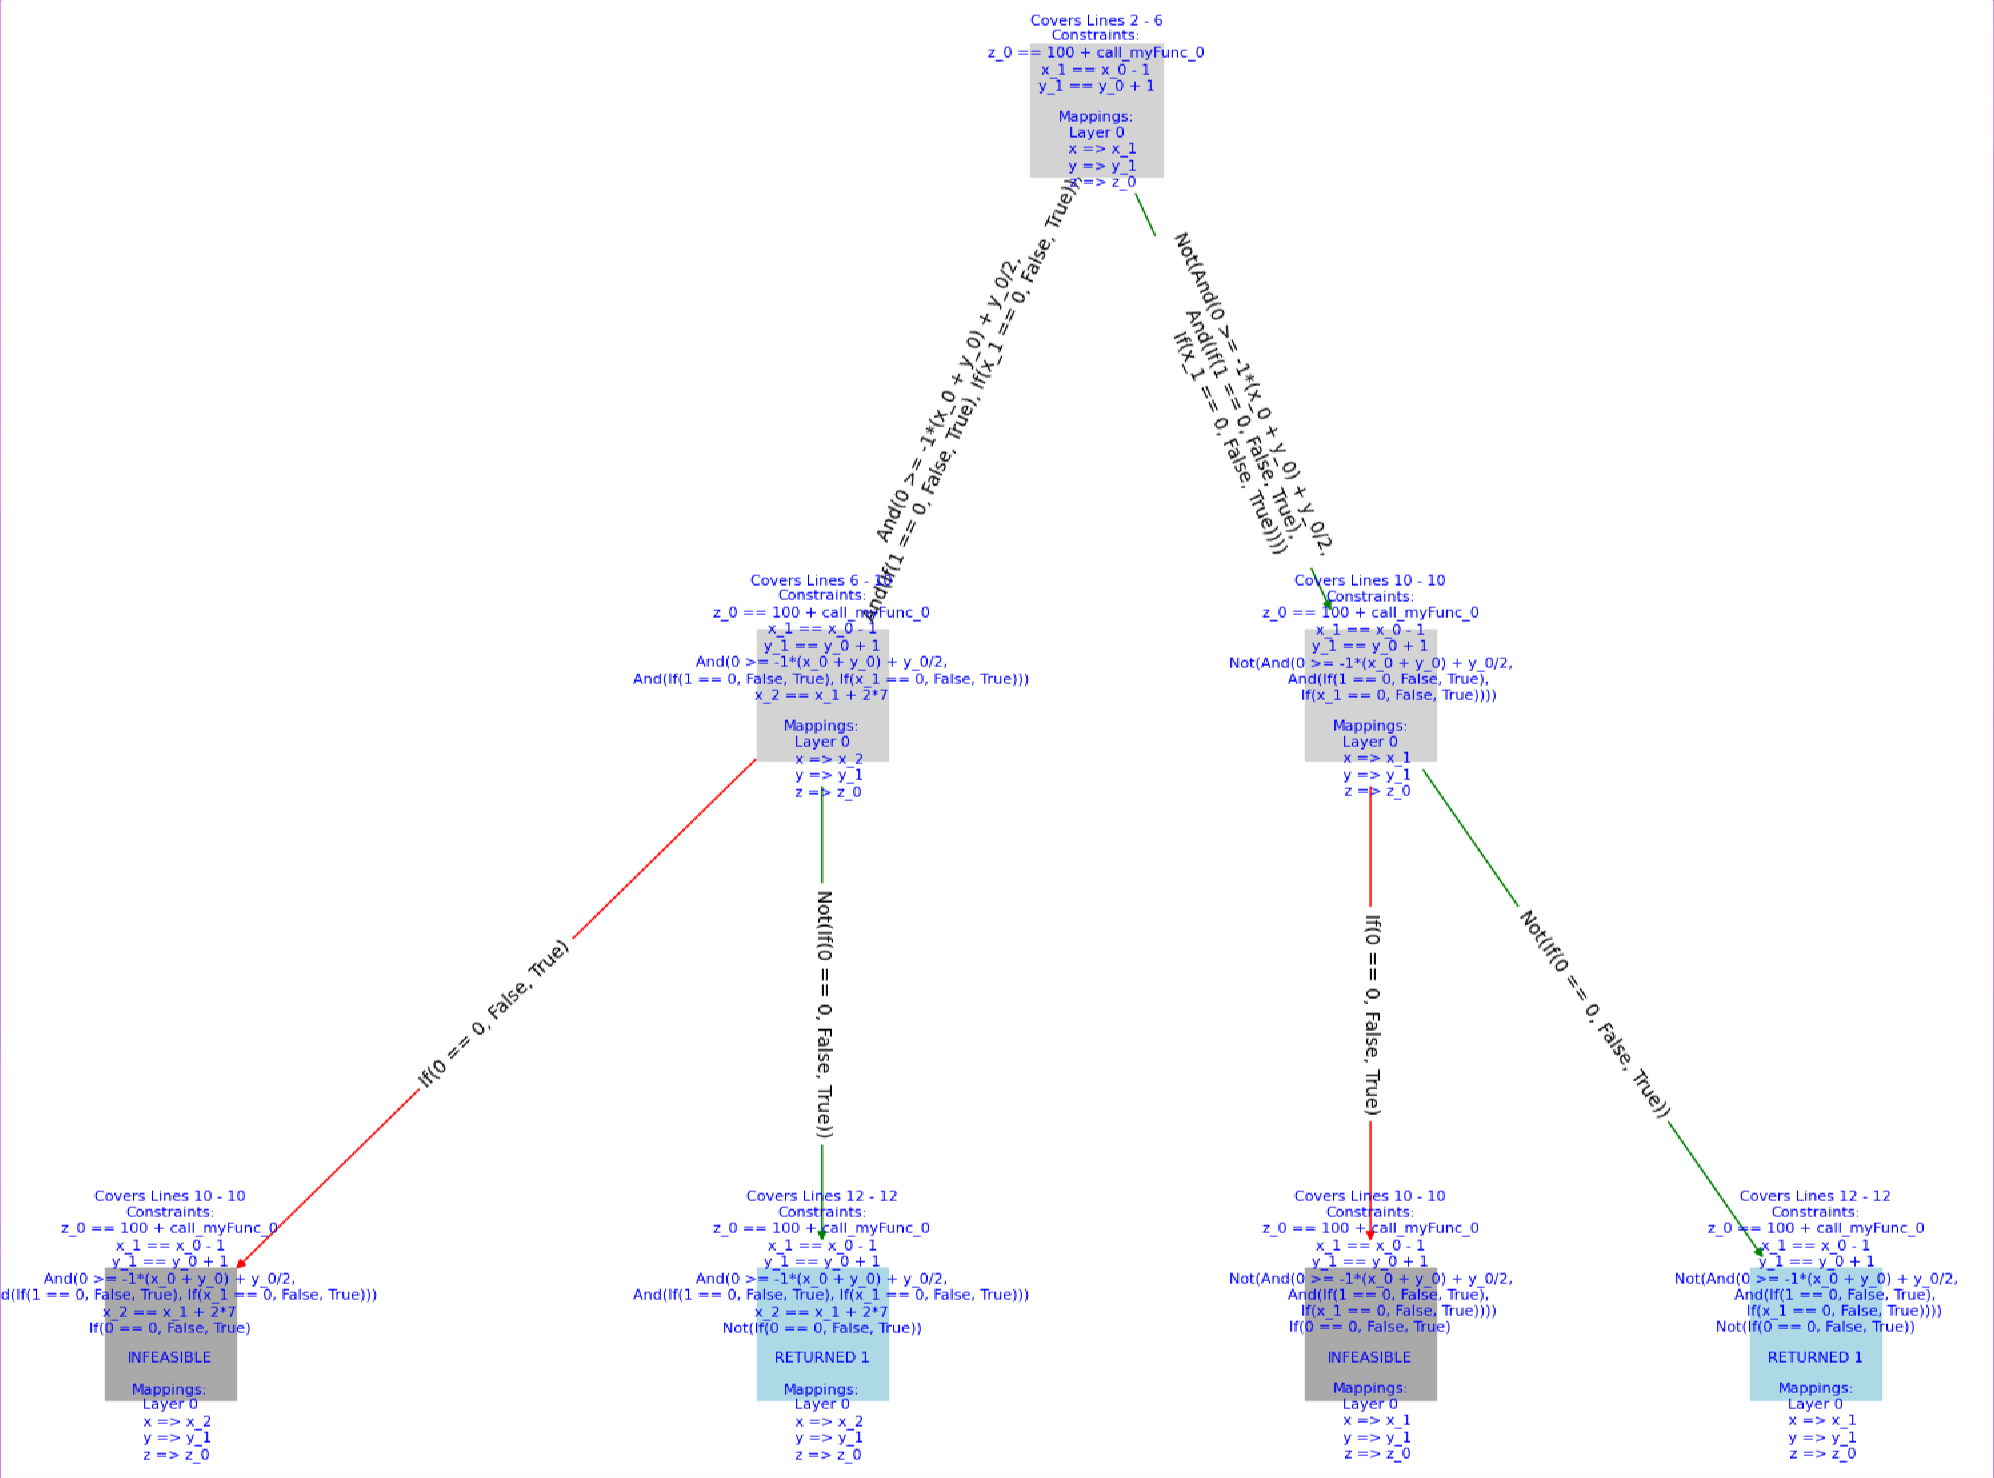 Covers Lines 2 - 6
Constraints:
z_0 == 100 + call_myFunc_0
x_1 == x_0 - 1
y_1 == y_0 + 1
Mappings:
Layer 0
x => x_1
y => y_1
z => z_0
And(0 >= -1*(x_0 + y_0) + y_0/2,
And(If(1 == 0, False, True), If(x_1 == 0, False, True)))
Not(And(0 >= -1*(x_0 + y_0) + y_0/2,
And(If(1 == 0, False, True),
If(x_1 == 0, False, True))))
Covers Lines 6 -
Constraints:
z_0 == 100 + call_myFunc_0
x_1 == x_0 - 1
y_1 == y_0 + 1
And(0 >= -1*(x_0 + y_0) + y_0/2,
And(If(1 == 0, False, True), If(x_1 == 0, False, True)))
x_2 == x_1 + 2*7
Mappings:
Layer 0
x => x_2
y => y_1
z => z_0
Covers Lines 10 - 10
Constraints:
z_0 == 100 + call_myFunc_0
x_1 == x_0 - 1
y_1 == y_0 + 1
Not(And(0 >= -1*(x_0 + y_0) + y_0/2,
And(If(1 == 0, False, True),
If(x_1 == 0, False, True))))
Mappings:
Layer 0
x => x_1
y => y_1
z => z_0
If(0 == 0, False, True)
Not(If(0 == 0, False, True))
If(0 == 0, False, True)
Not(If(0 == 0, False, True))
Covers Lines 10 - 10
Constraints:
z_0 == 100 + call_myFunc_0
x_1 == x_0 - 1
y_1 == y_0 + 1
And(0 >= -1*(x_0 + y_0) + y_0/2,
d(If(1 == 0, False, True), If(x_1 == 0, False, True)))
x_2 == x_1 + 2*7
If(0 == 0, False, True)
INFEASIBLE
Mappings:
Layer 0
x => x_2
y => y_1
z => z_0
Covers Lines 12 - 12
Constraints:
z_0 == 100 + call_myFunc_0
x_1 == x_0 - 1
y_1 == y_0 + 1
And(0 >= -1*(x_0 + y_0) + y_0/2,
And(If(1 == 0, False, True), If(x_1 == 0, False, True)))
x_2 == x_1 + 2*7
Not(If(0 == 0, False, True))
RETURNED 1
Mappings:
Layer 0
x => x_2
y => y_1
z => z_0
Covers Lines 10 - 10
Constraints:
z_0 == 100 + call_myFunc_0
x_1 == x_0 - 1
y_1 == y_0 + 1
Not(And(0 >= -1*(x_0 + y_0) + y_0/2,
And(If(1 == 0, False, True),
If(x_1 == 0, False, True))))
If(0 == 0, False, True)
INFEASIBLE
Mappings:
Layer 0
x => x_1
y => y_1
z => z_0
Covers Lines 12 - 12
Constraints:
z_0 == 100 + call_myFunc_0
x_1 == x_0 - 1
y_1 == y_0 + 1
Not(And(0 >= -1*(x_0 + y_0) + y_0/2,
And(If(1 == 0, False, True),
If(x_1 == 0, False, True))))
Not(If(0 == 0, False, True))
RETURNED 1
Mappings:
Layer 0
x => x_1
y => y_1
z => z_0